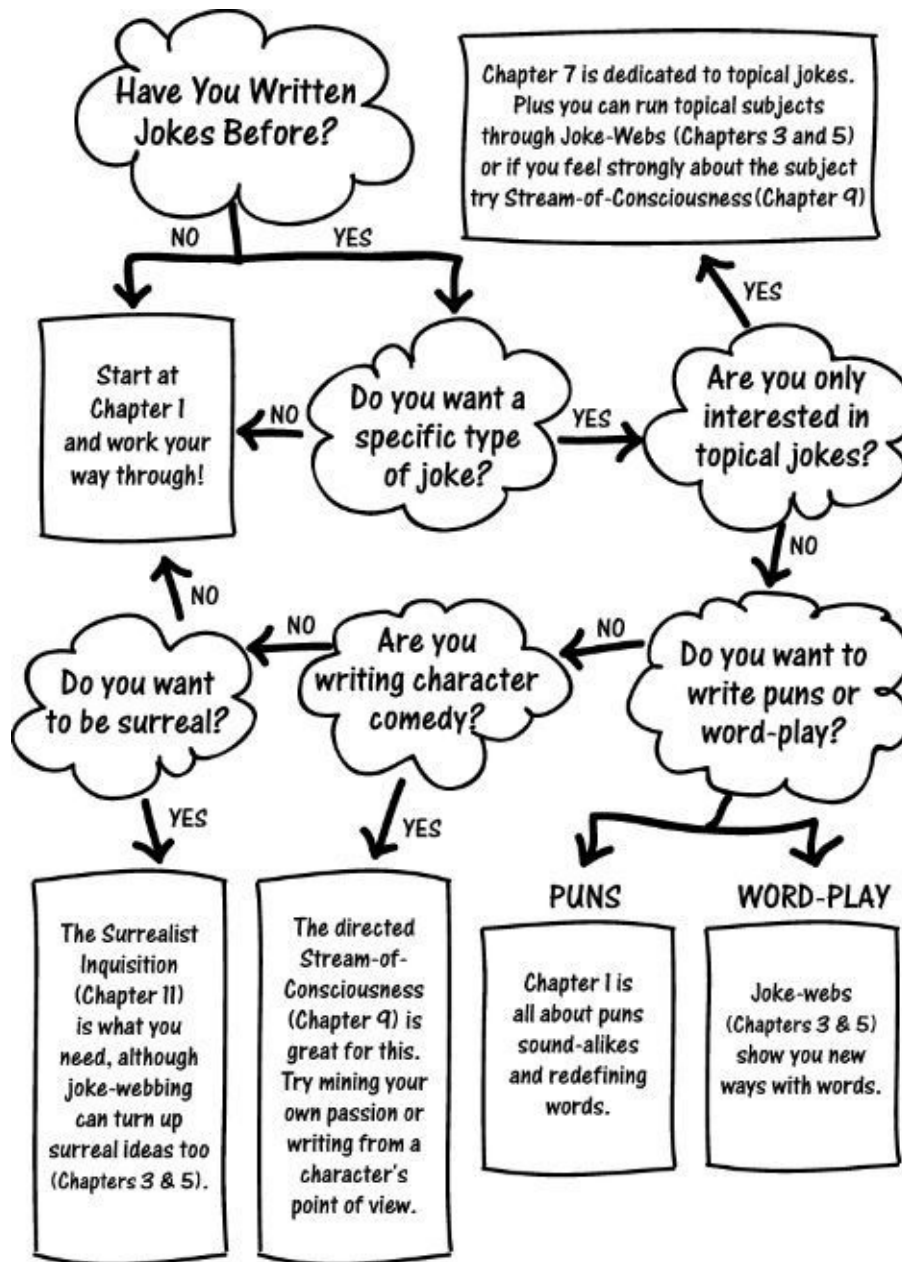 Have You Written
Jokes Before?
Chapter 7 is dedicated to topical jokes.
Plus you can run topical subjects
through Joke-Webs (Chapters 3 and 5)
or if you feel strongly about the subject
try Stream-of-Consciousness (Chapter 9)
NO
YES
YES
Start at
Chapter 1
and work your
way through!
NO
Do you want a
specific type
of joke?
YES
Are you only
interested in
topical jokes?
NO
NO
Do you want
to be surreal?
NO
Are you
writing character
comedy?
NO
Do you want to
write puns or
word-play?
YES
YES
The Surrealist
Inquisition
(Chapter 11)
is what you
need, although
joke-webbing
can turn up
surreal ideas too
(Chapters 3 & 5).
The directed
Stream-of-
Consciousness
(Chapter 9) is
great for this.
Try mining your
own passion or
writing from a
character's
point of view.
PUNS
Chapter 1 is
all about puns
sound-alikes
and redefining
words.
WORD-PLAY
Joke-webs
(Chapters 3 & 5)
show you new
ways with words.